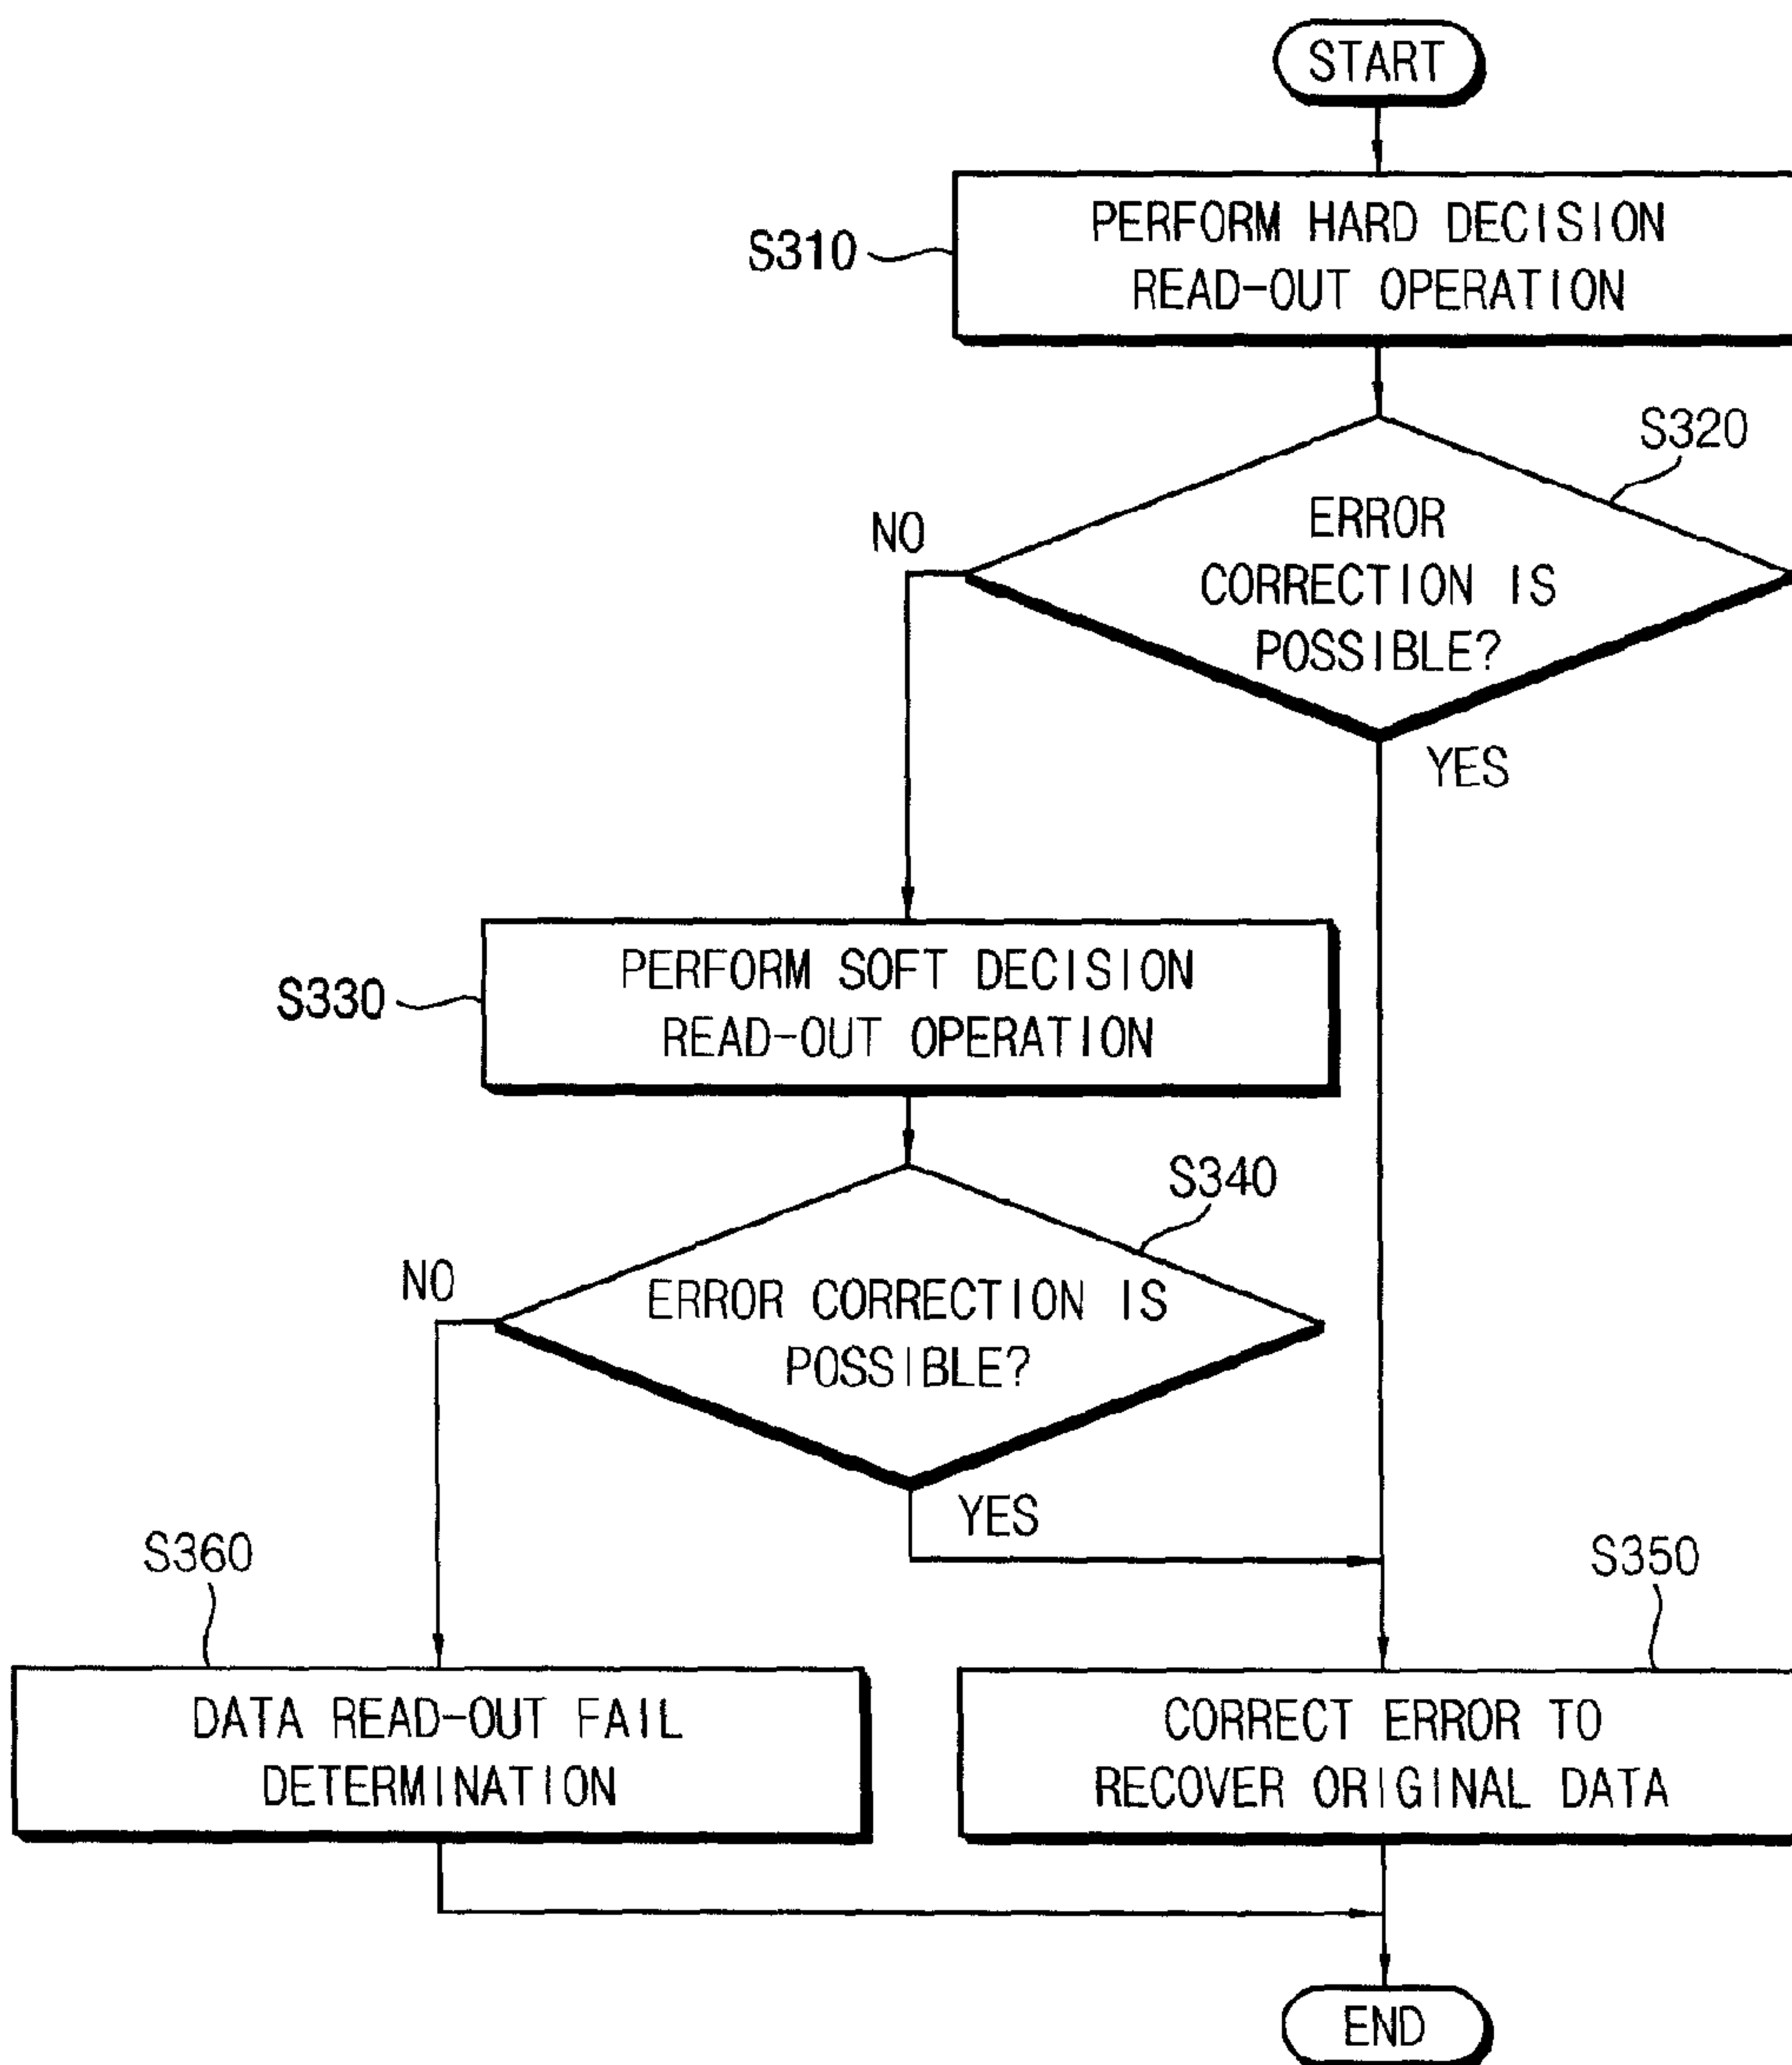 START
S310
PERFORM HARD DECISION
READ-OUT OPERATION
S320
ERROR
CORRECTION IS
POSSIBLE?
NO
YES
S330
PERFORM SOFT DECISION
READ-OUT OPERATION
S340
ERROR CORRECTION IS
POSSIBLE?
NO
YES
S360
DATA READ-OUT FAIL
DETERMINATION
S350
CORRECT ERROR TO
RECOVER ORIGINAL DATA
END